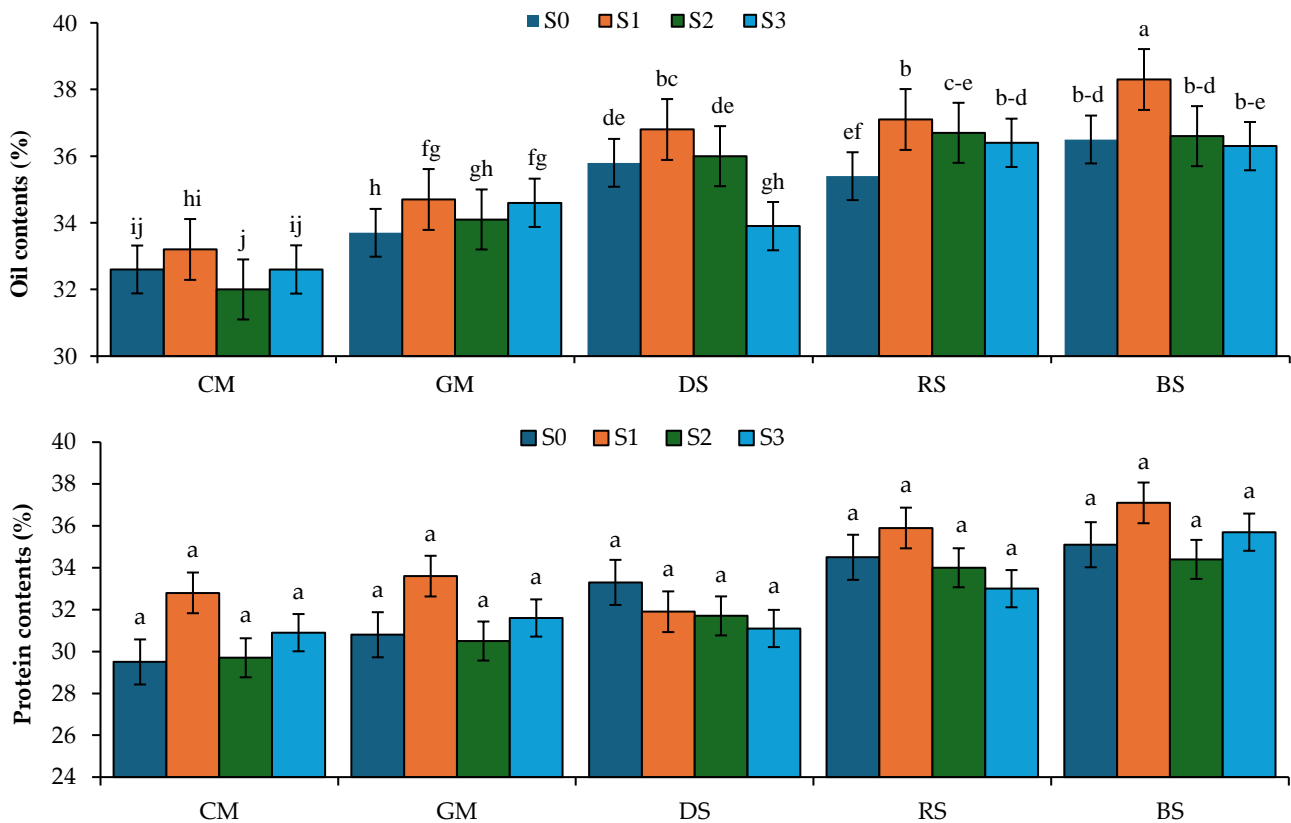 S0 S1 S2 S3
Oil contents (%)
40
38
36
34
32
30
ij hi j ij
h fg gh fg
de bc de gh
ef b c-e b-d
b-d a b-d b-e
CM GM DS RS BS
S0 S1 S2 S3
Protein contents (%)
40
38
36
34
32
30
28
26
24
a a a a
a a a a
a a a a
a a a a
a a a a
CM GM DS RS BS